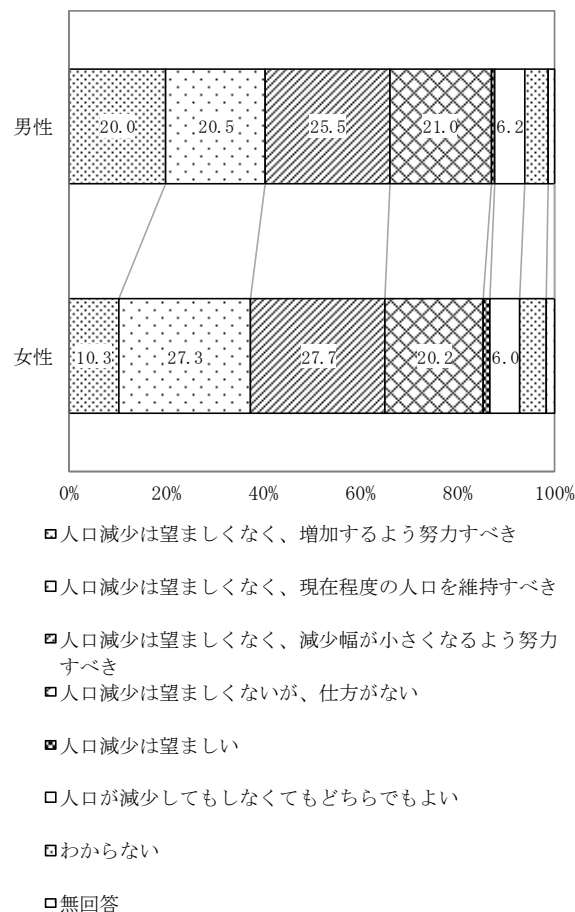 男性
20.0 20.5 25.5 21.0 6.2
女性
10.3 27.3 27.7 20.2 6.0
0% 20% 40% 60% 80% 100%
人口減少は望ましくなく、増加するよう努力すべき
人口減少は望ましくなく、現在程度の人口を維持すべき
人口減少は望ましくなく、減少幅が小さくなるよう努力
すべき
人口減少は望ましくないが、仕方がない
人口減少は望ましい
人口が減少してもしなくてもどちらでもよい
わからない
無回答